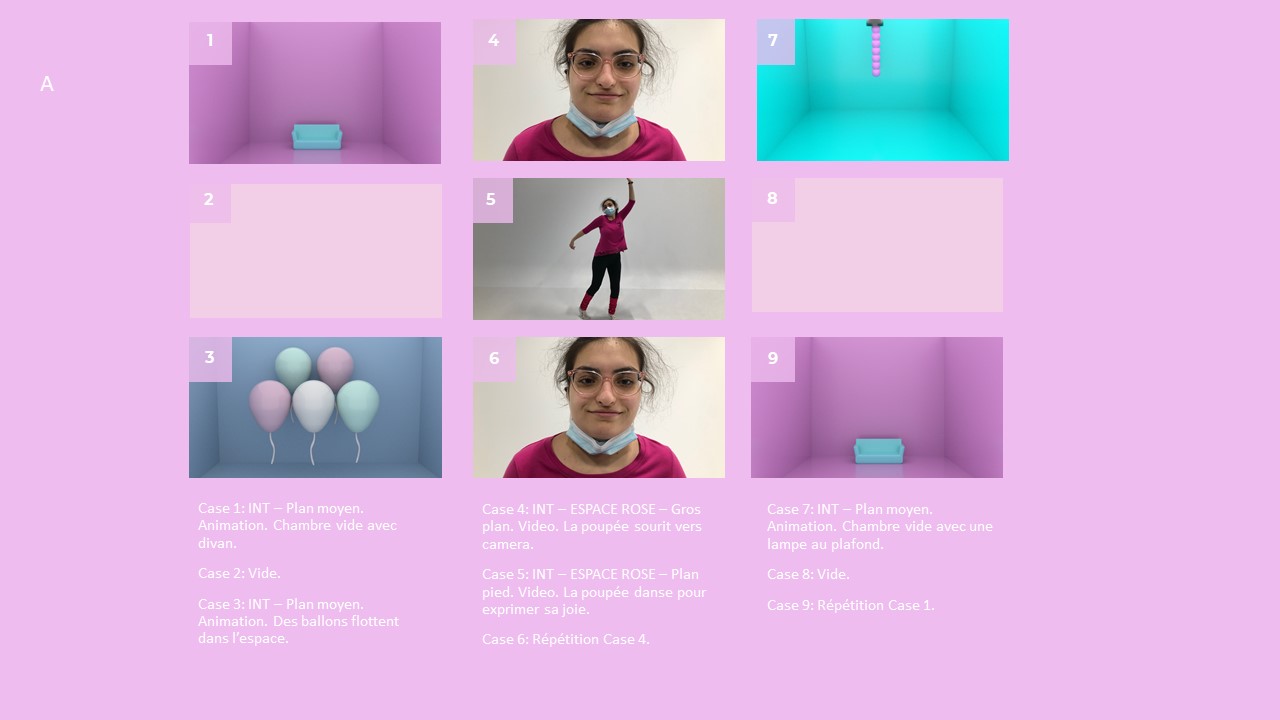 A
1
2
3
4
5
6
7
8
9
Case 1: INT – Plan moyen.
Animation. Chambre vide avec
divan.
Case 2: Vide.
Case 3: INT – Plan moyen.
Animation. Des ballons flottent
dans l'espace.
Case 4: INT – ESPACE ROSE – Gros
plan. Video. La poupée sourit vers
camera.
Case 5: INT – ESPACE ROSE – Plan
pied. Video. La poupée danse pour
exprimer sa joie.
Case 6: Répétition Case 4.
Case 7: INT – Plan moyen.
Animation. Chambre vide avec une
lampe au plafond.
Case 8: Vide.
Case 9: Répétition Case 1.